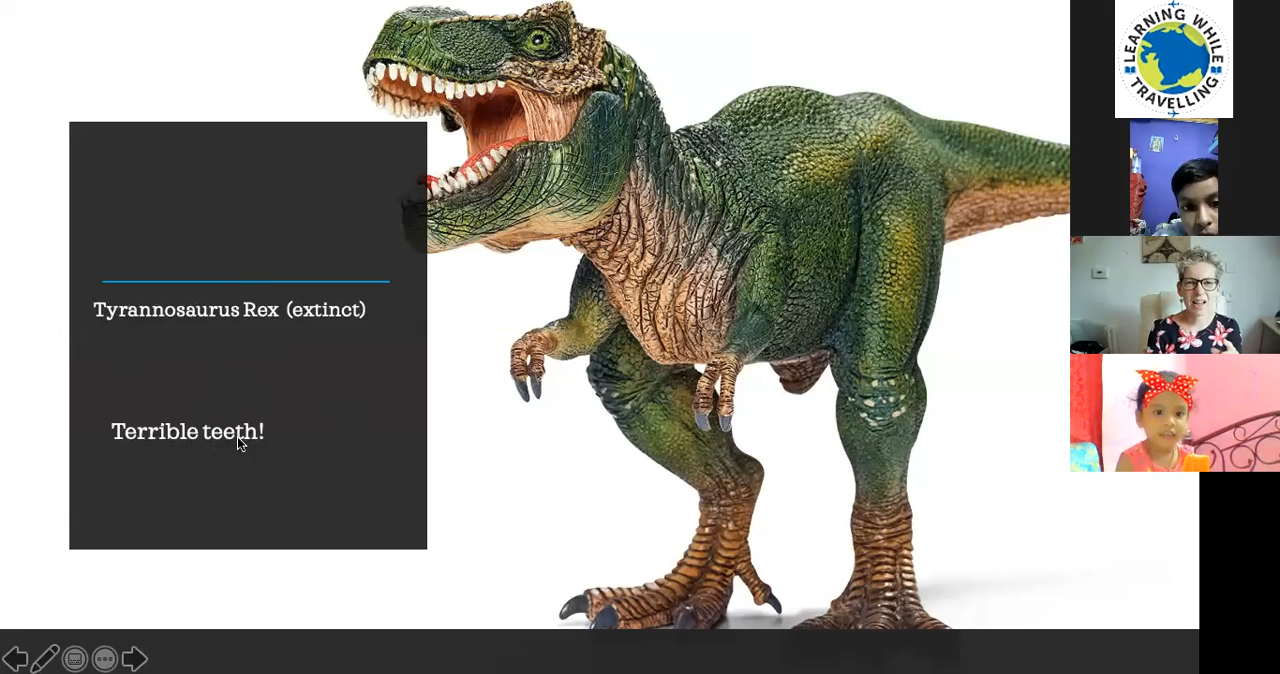 LEARNING WHILE
TRAVELLING
Tyrannosaurus Rex (extinct)
Terrible teeth!